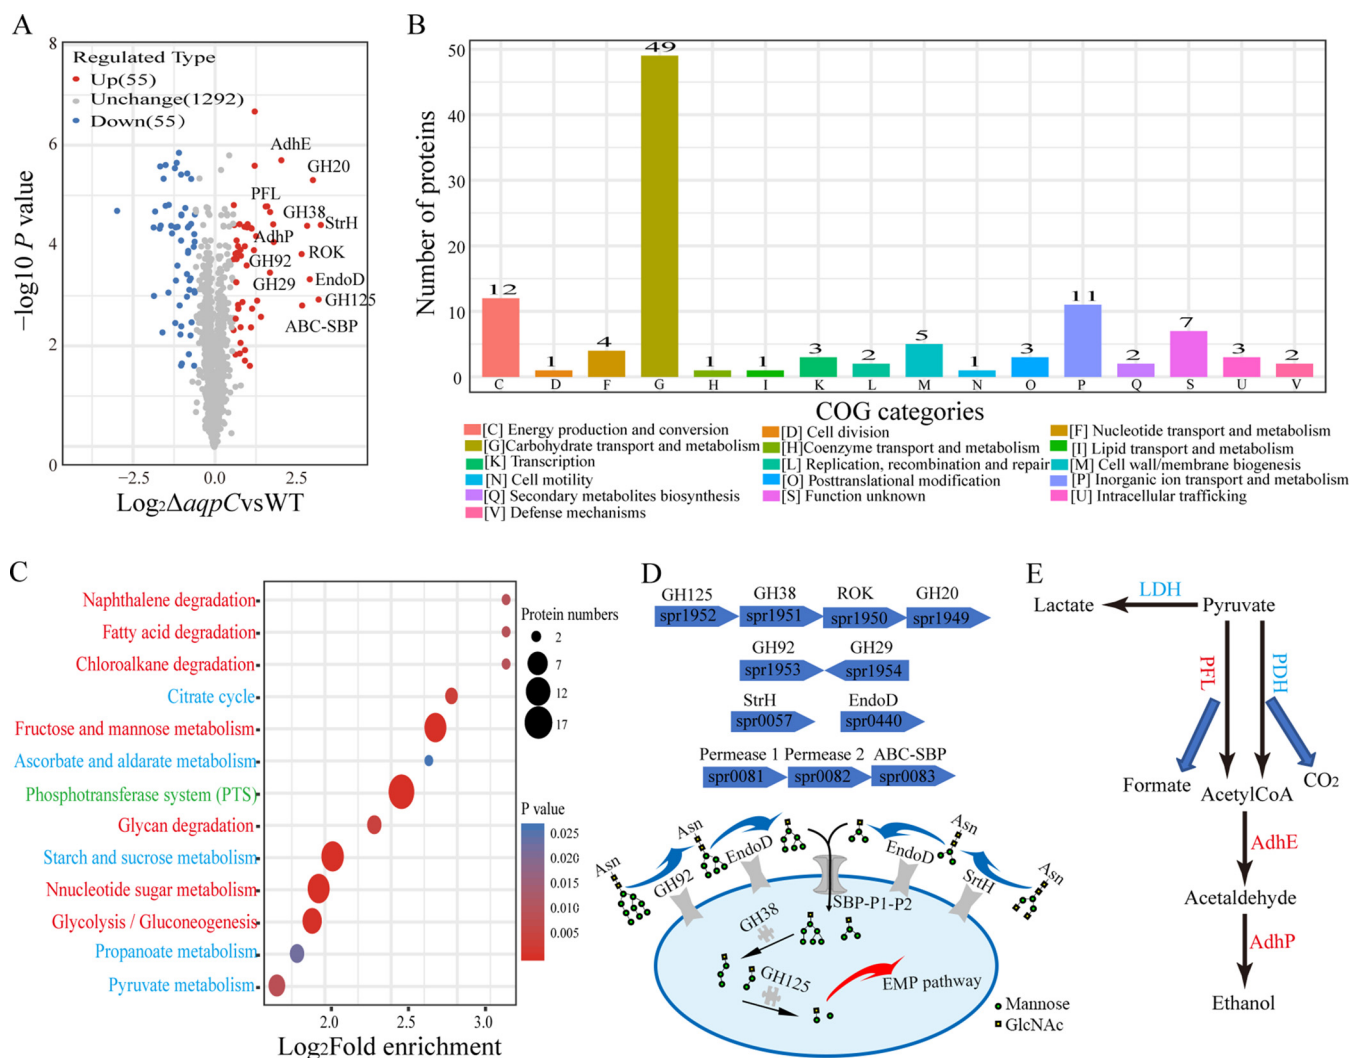 A
8
6
4
2
0
−log10 P value
Regulated Type
Up(55)
Unchange(1292)
Down(55)
AdhE
GH20
PFL
GH38
StrH
AdhP
ROK
GH92
EndoD
GH29
GH125
ABC-SBP
−2.5 0.0 2.5
Log2ΔaqpCvsWT
B
Number of proteins
50
40
30
20
10
0
12 1 4 49 1 1 3 2 5 1 3 11 2 7 3 2
C D F G H I K L M N O P Q S U V
COG categories
[C] Energy production and conversion [D] Cell division [F] Nucleotide transport and metabolism
[G]Carbohydrate transport and metabolism [H]Coenzyme transport and metabolism [I] Lipid transport and metabolism
[K] Transcription [L] Replication, recombination and repair [M] Cell wall/membrane biogenesis
[N] Cell motility [O] Posttranslational modification [P] Inorganic ion transport and metabolism
[Q] Secondary metabolites biosynthesis [S] Function unknown [U] Intracellular trafficking
[V] Defense mechanisms
C
Naphthalene degradation
Fatty acid degradation
Chloroalkane degradation
Citrate cycle
Fructose and mannose metabolism
Ascorbate and aldarate metabolism
Phosphotransferase system (PTS)
Glycan degradation
Starch and sucrose metabolism
Nnucleotide sugar metabolism
Glycolysis / Gluconeogenesis
Propanoate metabolism
Pyruvate metabolism
2.0 2.5 3.0
Log2Fold enrichment
Protein numbers
2
7
12
17
P value
0.025
0.020
0.015
0.010
0.005
D
GH125 GH38 ROK GH20
spr1952 spr1951 spr1950 spr1949
GH92 GH29
spr1953 spr1954
StrH EndoD
spr0057 spr0440
Permease 1 Permease 2 ABC-SBP
spr0081 spr0082 spr0083
Asn
Asn
GH92
EndoD
SBP-P1-P2
EndoD
Asn
SrtH
Asn
GH38
GH125
EMP pathway
Mannose
GlcNAc
E
Lactate LDH Pyruvate
PFL PDH
Formate AcetylCoA CO2
AdhE
Acetaldehyde
AdhP
Ethanol